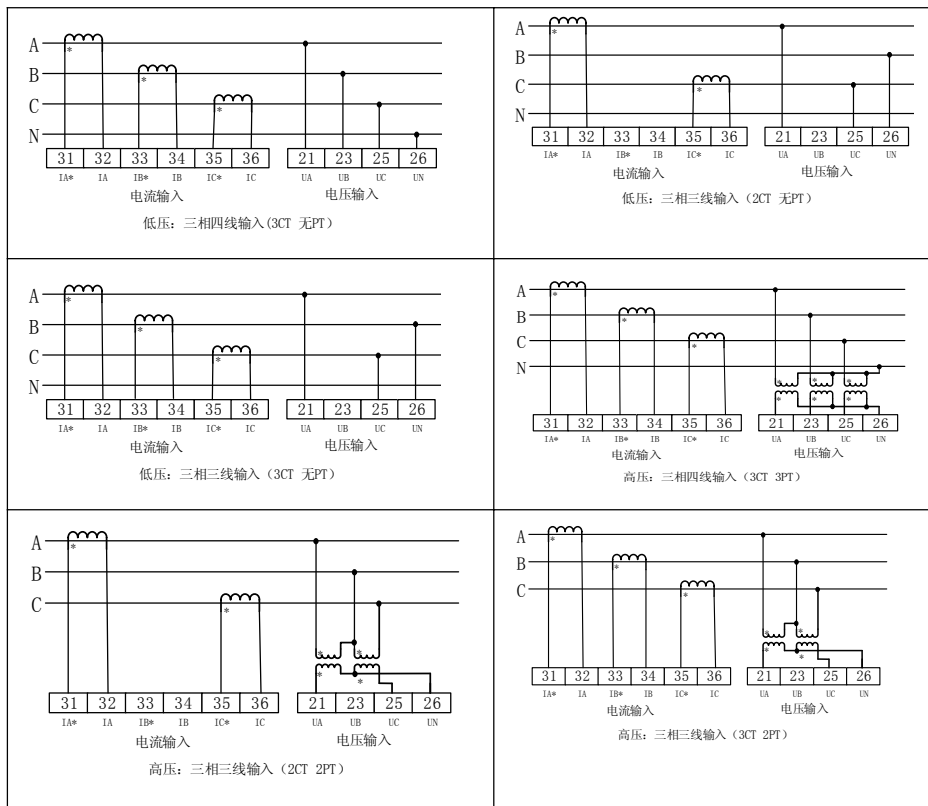 A
B
C
N
31 32 33 34 35 36 21 23 25 26
IA* IA IB* IB IC* IC UA UB UC UN
电流输入 电压输入
低压：三相四线输入(3CT 无PT)
A
B
C
N
31 32 33 34 35 36 21 23 25 26
IA* IA IB* IB IC* IC UA UB UC UN
电流输入 电压输入
低压：三相三线输入（2CT 无PT）
A
B
C
N
31 32 33 34 35 36 21 23 25 26
IA* IA IB* IB IC* IC UA UB UC UN
电流输入 电压输入
低压：三相三线输入（3CT 无PT）
A
B
C
N
31 32 33 34 35 36 21 23 25 26
IA* IA IB* IB IC* IC UA UB UC UN
电流输入 电压输入
高压：三相四线输入（3CT 3PT）
A
B
C
31 32 33 34 35 36 21 23 25 26
IA* IA IB* IB IC* IC UA UB UC UN
电流输入 电压输入
高压：三相三线输入（2CT 2PT）
A
B
C
31 32 33 34 35 36 21 23 25 26
IA* IA IB* IB IC* IC UA UB UC UN
电流输入 电压输入
高压：三相三线输入（3CT 2PT）